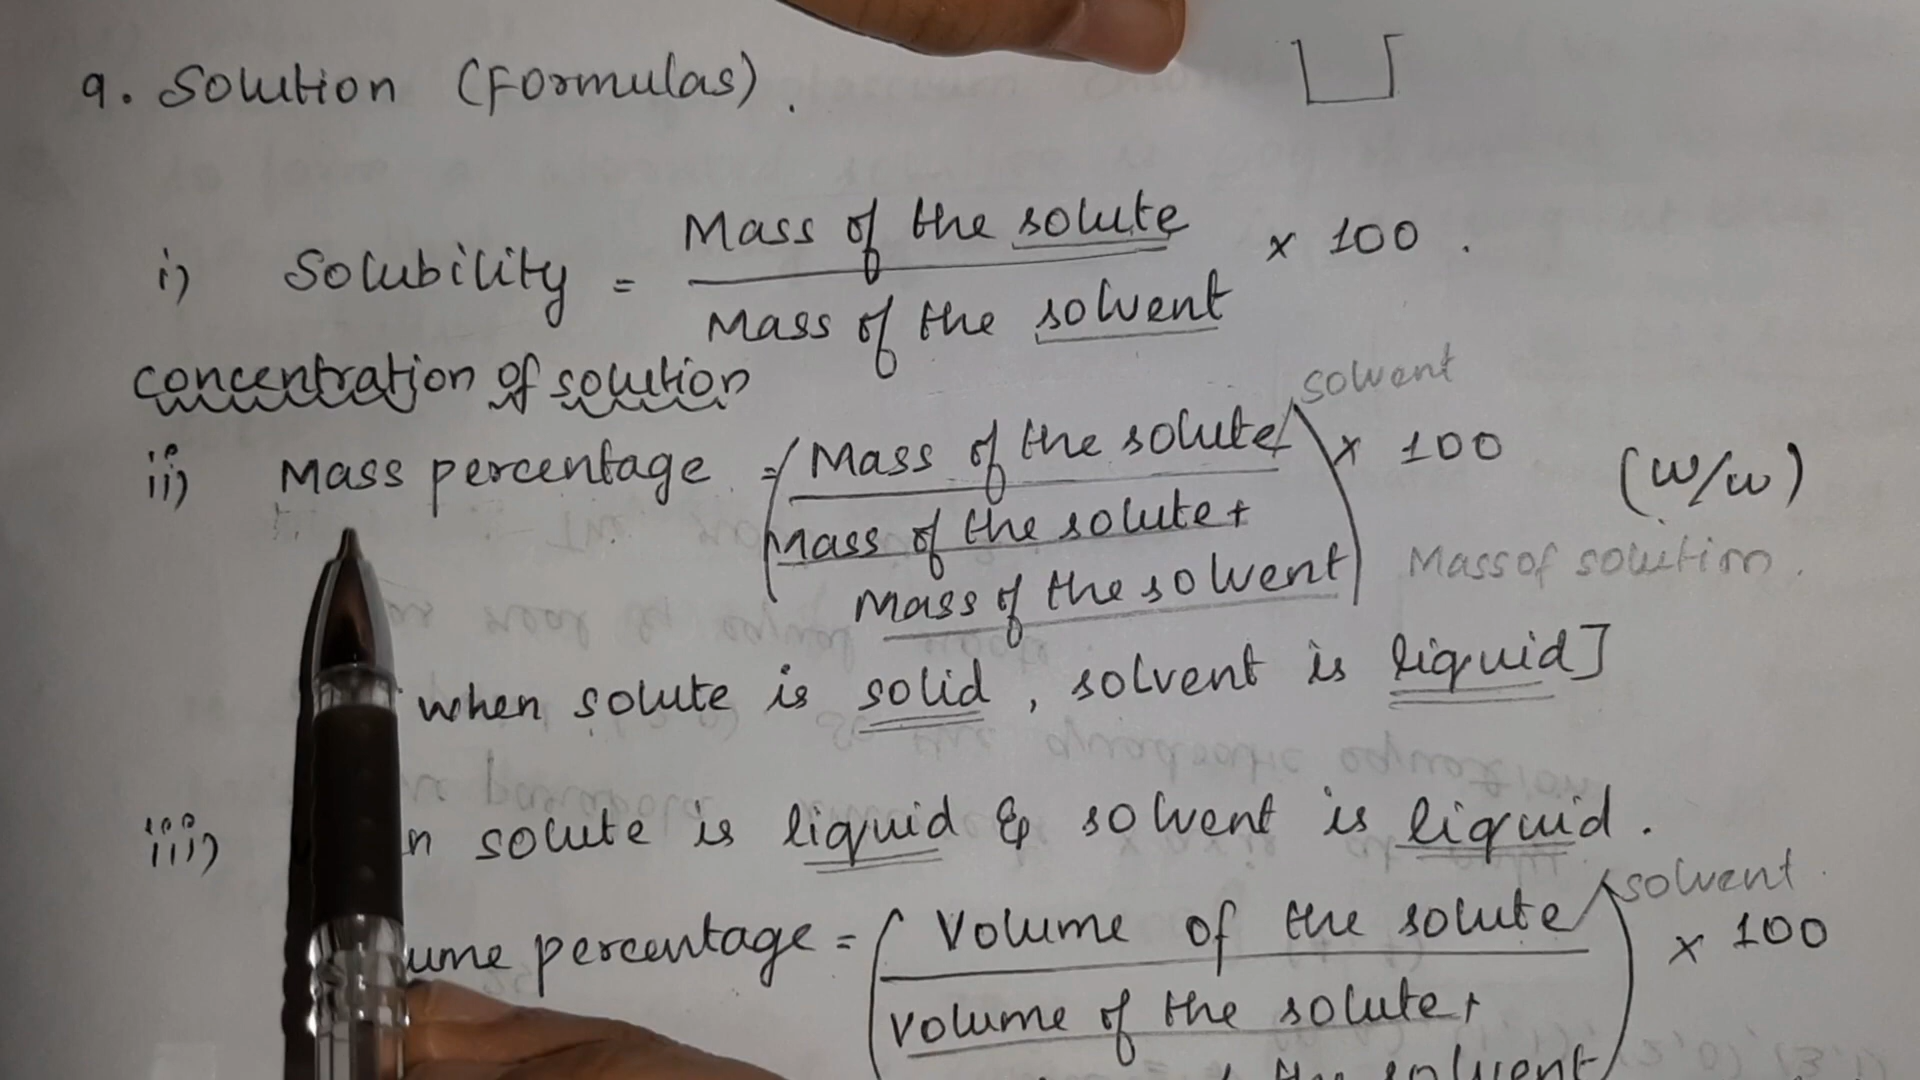 9. Solution (Formulas).
i) Solubility = Mass of the solute / Mass of the solvent × 100.
concentration of solution
solvent
ii) Mass percentage = (Mass of the solute / Mass of the solute + Mass of the solvent) × 100 (w/w)
Mass of solution.
when solute is solid, solvent is liquid]
iii) n solute is liquid & solvent is liquid.
solvent
ume percentage = (Volume of the solute / volume of the solute + the solvent) × 100